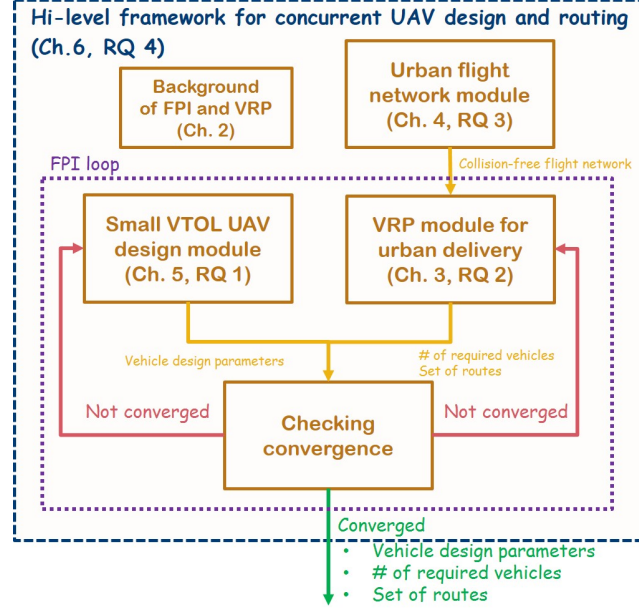 Hi-level framework for concurrent UAV design and routing
(Ch.6, RQ 4)
Background
of FPI and VRP
(Ch. 2)
Urban flight
network module
(Ch. 4, RQ 3)
FPI loop
Collision-free flight network
Small VTOL UAV
design module
(Ch. 5, RQ 1)
VRP module for
urban delivery
(Ch. 3, RQ 2)
Vehicle design parameters
# of required vehicles
Set of routes
Not converged
Checking
convergence
Not converged
Converged
• Vehicle design parameters
• # of required vehicles
• Set of routes